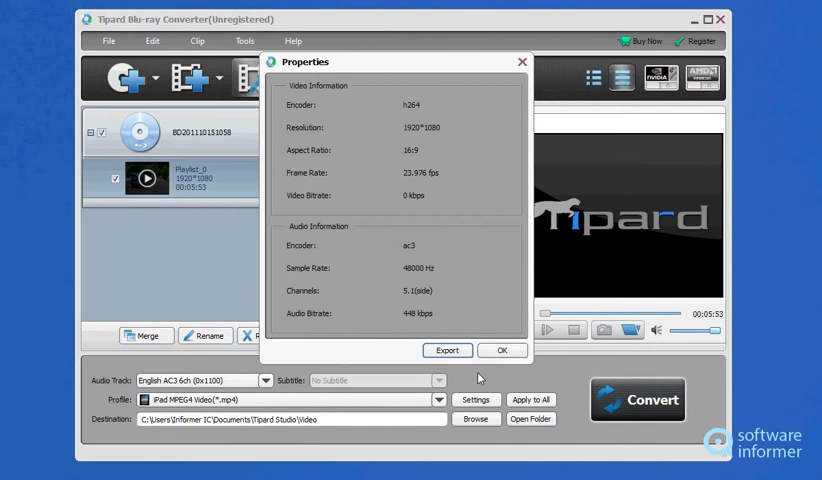 Tipard Blu-ray Converter(Unregistered)
File Edit Clip Tools Help
Buy Now Register
NVIDIA AMD
BD201110151058
Playlist_0
1920*1080
00:05:53
Properties
Video Information
Encoder: h264
Resolution: 1920*1080
Aspect Ratio: 16:9
Frame Rate: 23.976 fps
Video Bitrate: 0 kbps
Audio Information
Encoder: ac3
Sample Rate: 48000 Hz
Channels: 5.1(side)
Audio Bitrate: 448 kbps
Export OK
Tipard
00:05:53
Merge Rename
Audio Track: English AC3 6ch (0x1100) Subtitle: No Subtitle
Profile: iPad MPEG4 Video(*.mp4) Settings Apply to All
Destination: C:\Users\Informer IC\Documents\Tipard Studio\Video Browse Open Folder
Convert
software
informer